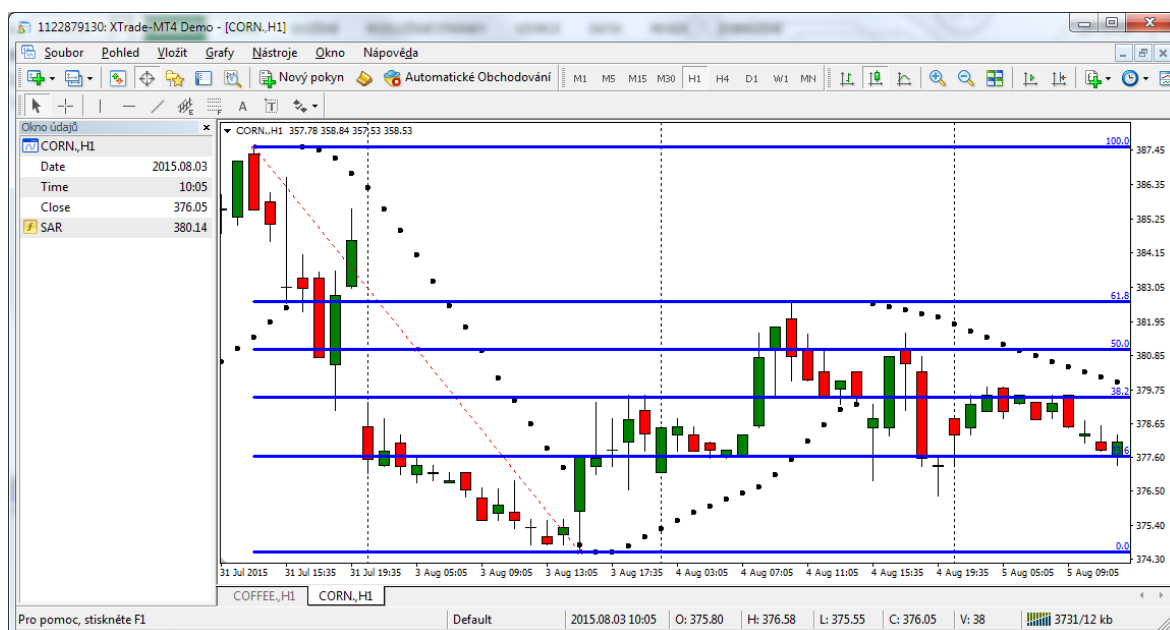 1122879130: XTrade-MT4 Demo - [CORN.,H1]
Soubor Pohled Vložit Grafy Nástroje Okno Nápověda
Nový pokyn Automatické Obchodování M1 M5 M15 M30 H1 H4 D1 W1 MN
E F A T
Okno údajů x
CORN.,H1
Date 2015.08.03
Time 10:05
Close 376.05
f SAR 380.14
CORN.,H1 357.78 358.84 357.53 358.53
100.0
387.45
386.35
385.25
384.15
383.05
61.8
381.95
50.0
380.85
379.75
38.2
378.65
377.60
376.50
375.40
0.0
374.30
31 Jul 2015 31 Jul 15:35 31 Jul 19:35 3 Aug 05:05 3 Aug 09:05 3 Aug 13:05 3 Aug 17:35 4 Aug 03:05 4 Aug 07:05 4 Aug 11:05 4 Aug 15:35 4 Aug 19:35 5 Aug 05:05 5 Aug 09:05
COFFEE.,H1 CORN.,H1
Pro pomoc, stiskněte F1 Default 2015.08.03 10:05 O: 375.80 H: 376.58 L: 375.55 C: 376.05 V: 38 3731/12 kb